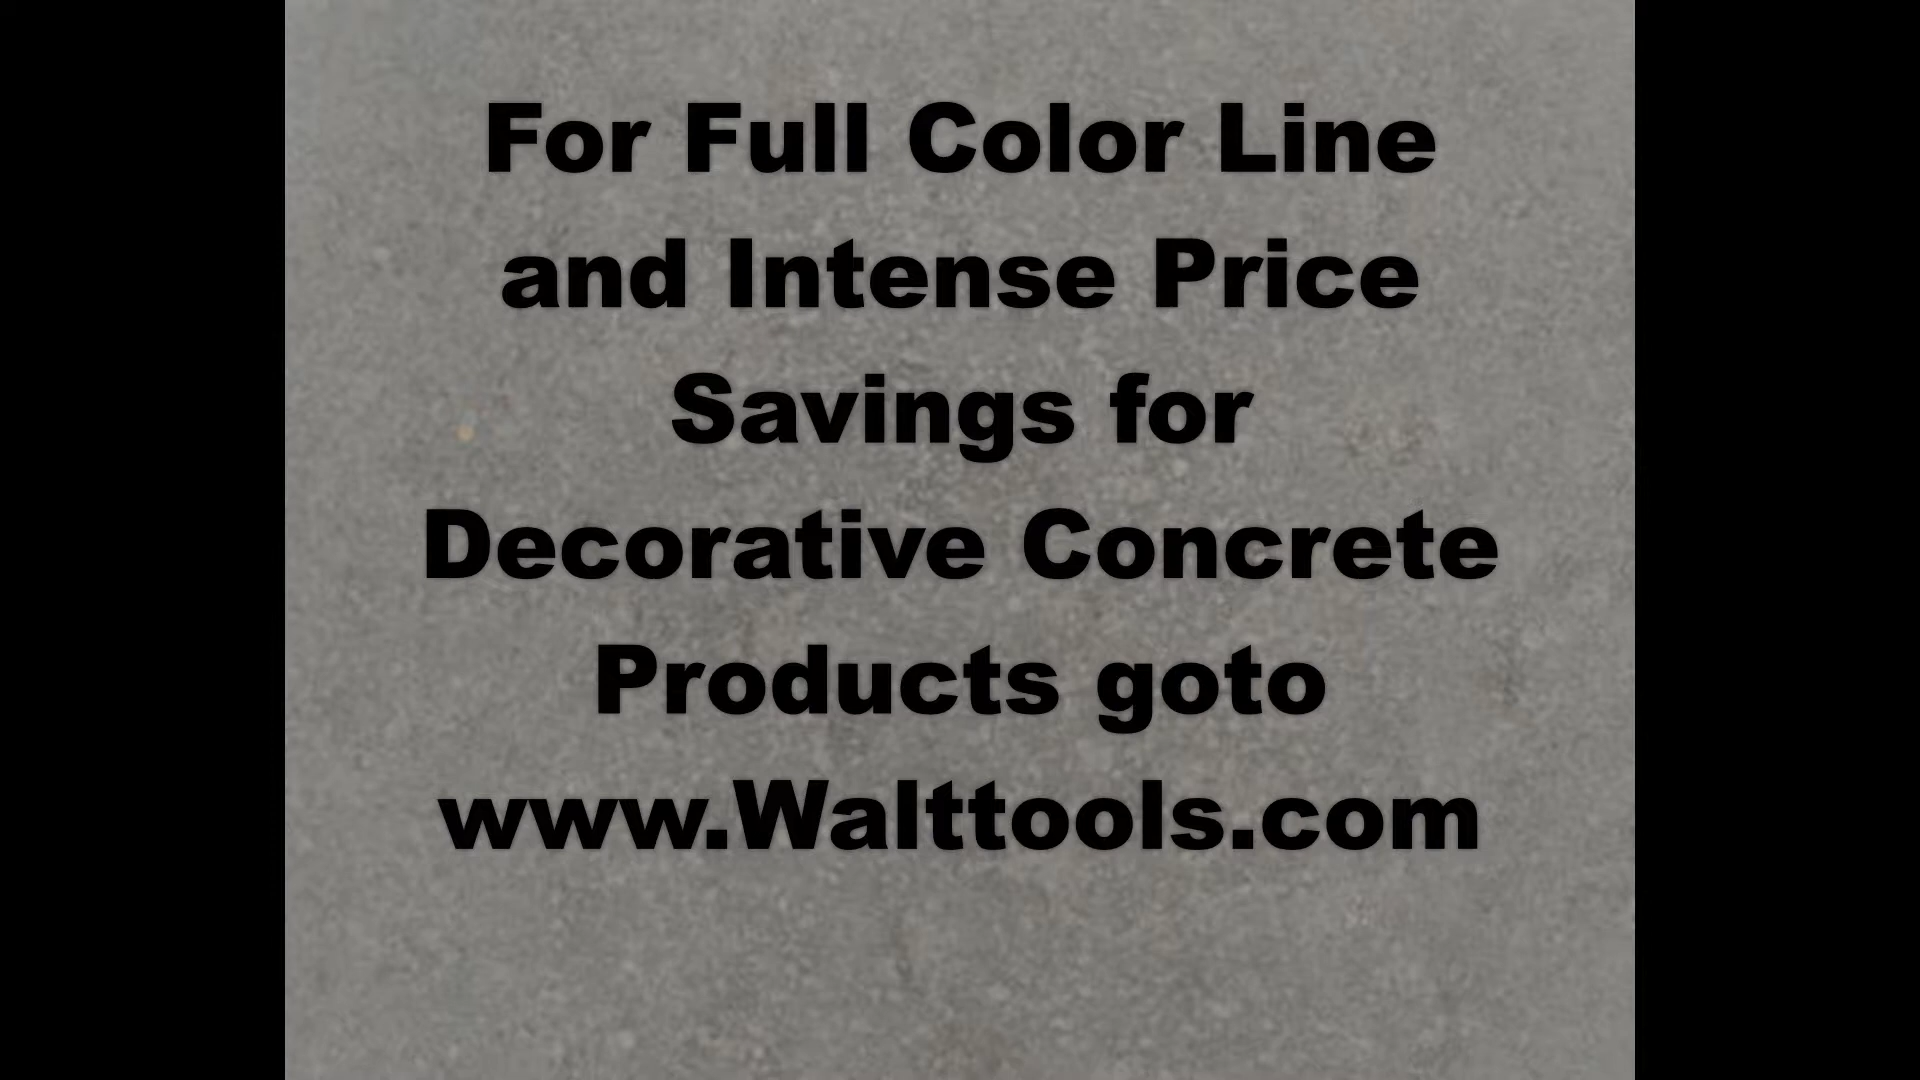 For Full Color Line
and Intense Price
Savings for
Decorative Concrete
Products goto
www.Walttools.com